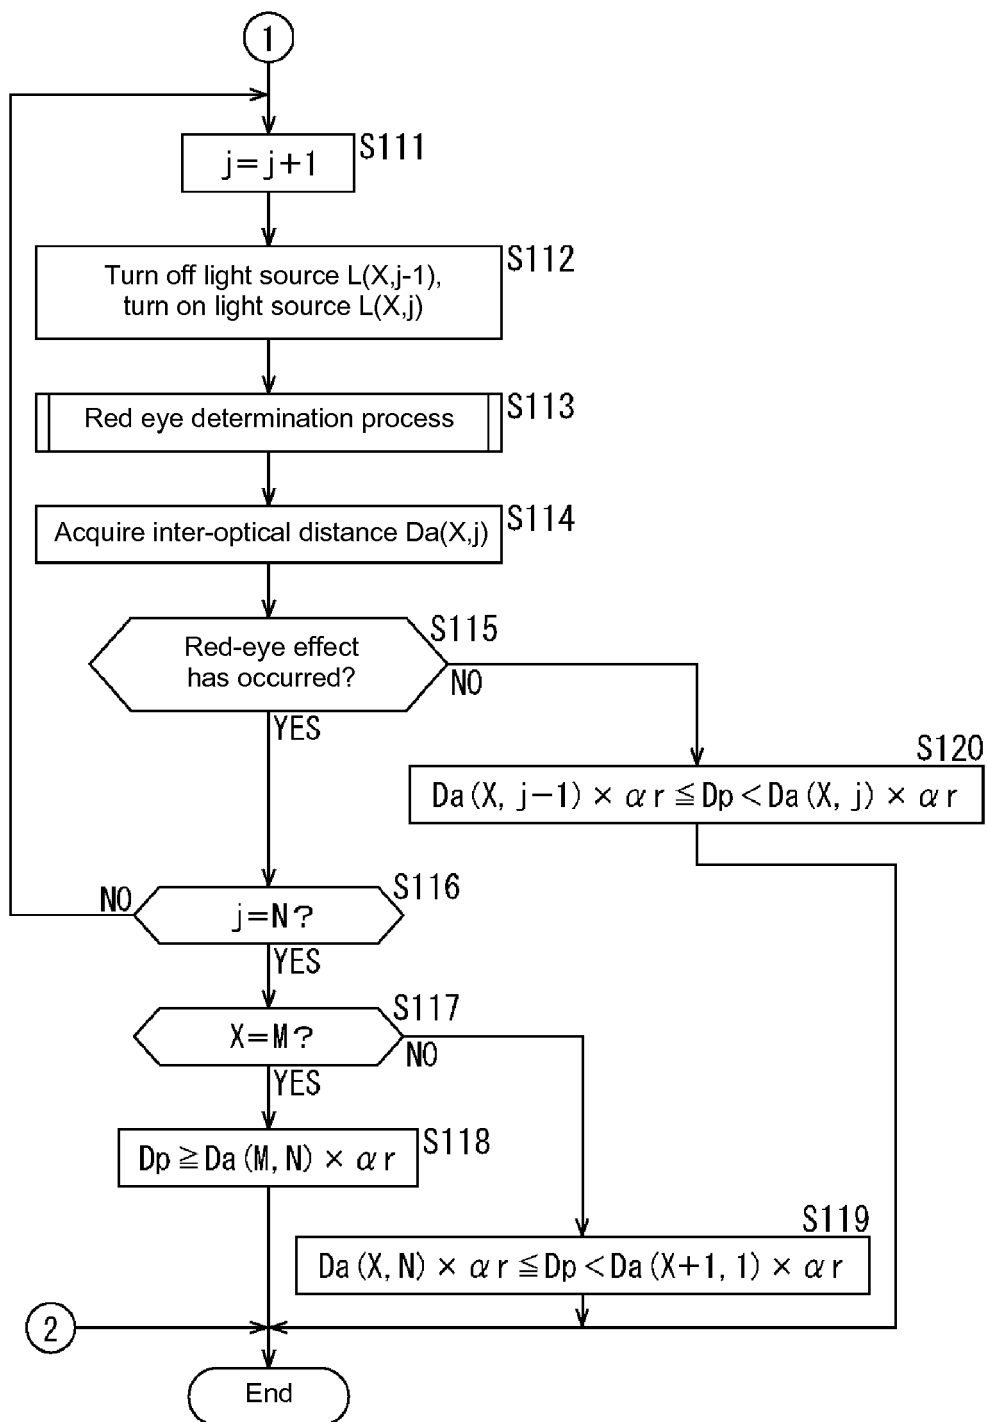 1
j=j+1
S111
Turn off light source L(X,j-1),
turn on light source L(X,j)
S112
Red eye determination process
S113
Acquire inter-optical distance Da(X,j)
S114
Red-eye effect
has occurred?
S115
NO
YES
S120
Da(X, j-1)×αr≦Dp<Da(X, j)×αr
NO
j=N?
S116
YES
X=M?
S117
NO
YES
Dp≧Da(M, N)×αr
S118
S119
Da(X, N)×αr≦Dp<Da(X+1, 1)×αr
2
End